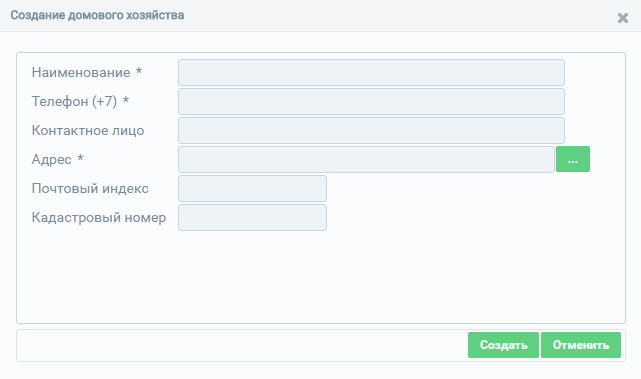 Создание домового хозяйства
Наименование *
Телефон (+7) *
Контактное лицо
Адрес *
...
Почтовый индекс
Кадастровый номер
Создать Отменить